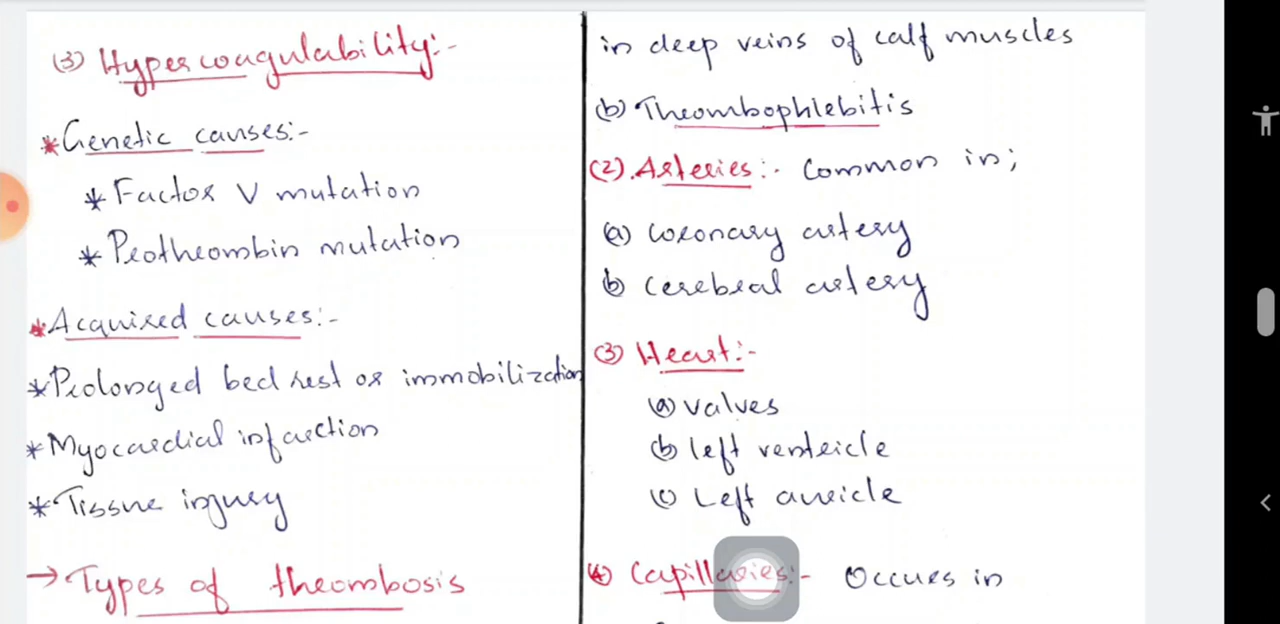 (3) Hypercoagulability:-
* Genetic causes:-
* Factor V mutation
* Prothrombin mutation
* Acquired causes:-
* Prolonged bed rest or immobilization
* Myocardial infarction
* Tissue injury
→ Types of thrombosis
in deep veins of calf muscles
(b) Thrombophlebitis
(2). Arteries:- Common in;
(a) coronary artery
(b) cerebral artery
(3) Heart:-
(a) valves
(b) left ventricle
(c) Left auricle
(4) Capillaries:- Occurs in